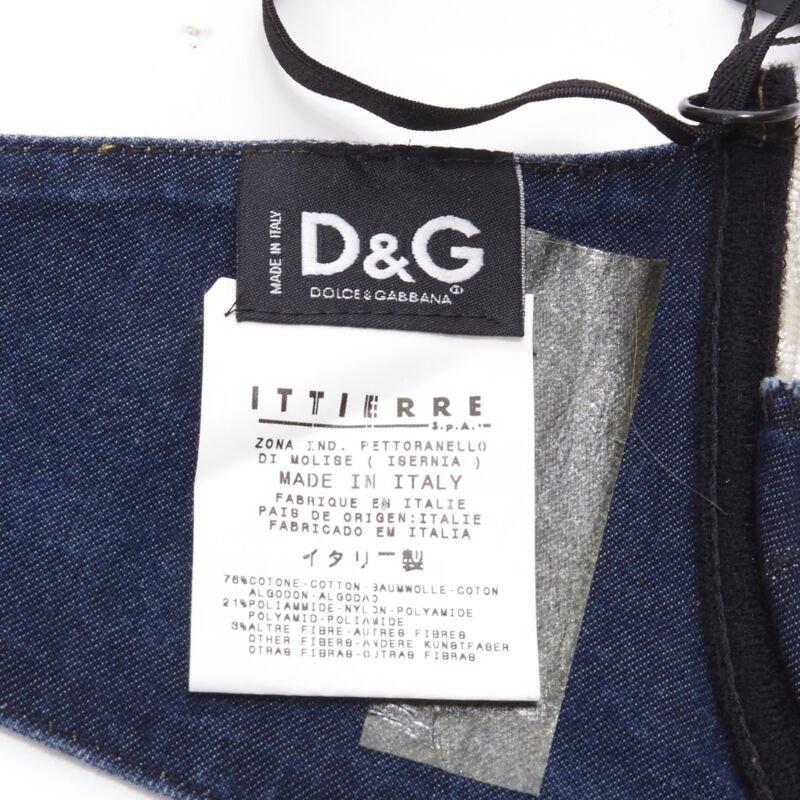 MADE IN ITALY
D&G
DOLCE&GABBANA
ITTIERRE
S.p.A.
ZONA IND. PETTORANELLO
DI MOLISE ( ISERNIA )
MADE IN ITALY
FABRIQUE EN ITALIE
PAIS DE ORIGEN:ITALIE
FABRICADO EM ITALIA
イタリー製
76%COTONE-COTTON-BAUMWOLLE-COTON
ALGODON-ALGODAO
21%POLIAMMIDE-NYLON-POLYAMIDE
POLYAMID-POLIAMIDE
3%ALTRE FIBRE-AUTRES FIBRES
OTHER FIBERS-ANDERE KUNSTFASER
OTRAS FIBRAS-OUTRAS FIBRAS